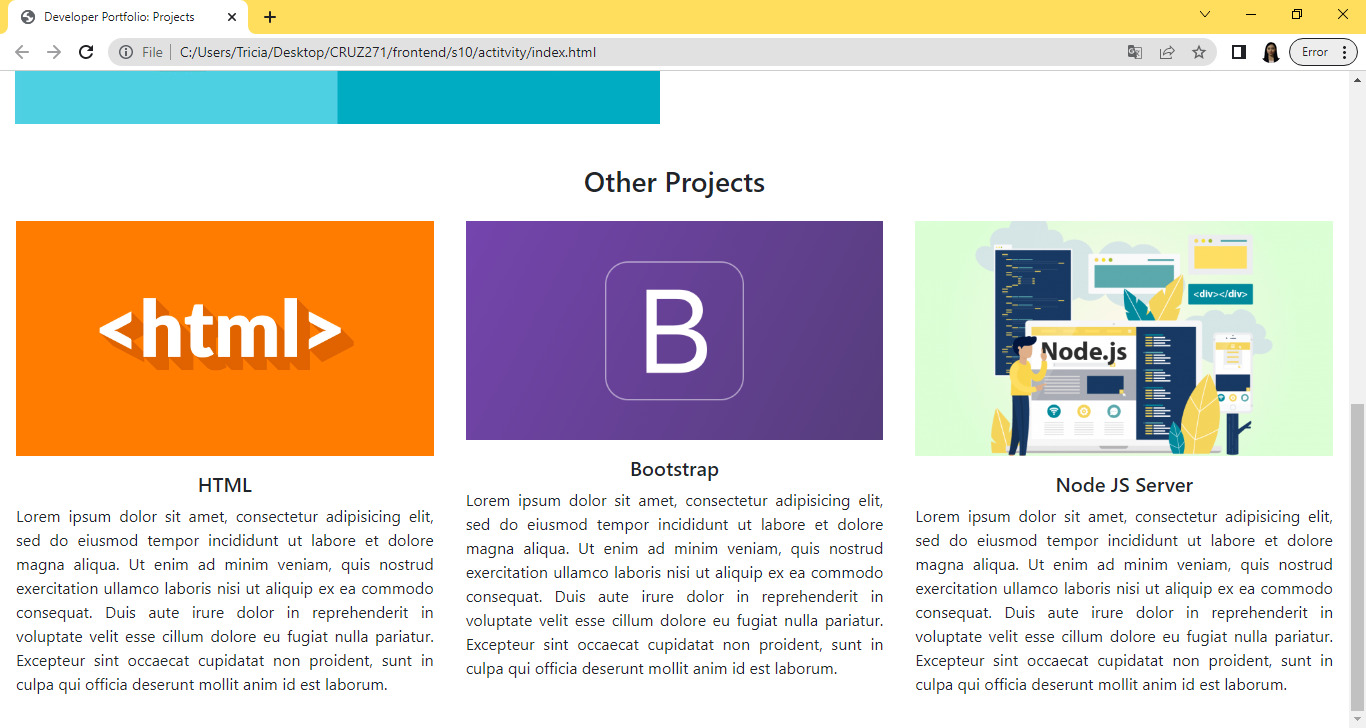 Developer Portfolio: Projects
File
C:/Users/Tricia/Desktop/CRUZ271/frontend/s10/actitvity/index.html
Error
Other Projects
<html>
B
<div></div>
Node.js
HTML
Lorem ipsum dolor sit amet, consectetur adipisicing elit,
sed do eiusmod tempor incididunt ut labore et dolore
magna aliqua. Ut enim ad minim veniam, quis nostrud
exercitation ullamco laboris nisi ut aliquip ex ea commodo
consequat. Duis aute irure dolor in reprehenderit in
voluptate velit esse cillum dolore eu fugiat nulla pariatur.
Excepteur sint occaecat cupidatat non proident, sunt in
culpa qui officia deserunt mollit anim id est laborum.
Bootstrap
Lorem ipsum dolor sit amet, consectetur adipisicing elit,
sed do eiusmod tempor incididunt ut labore et dolore
magna aliqua. Ut enim ad minim veniam, quis nostrud
exercitation ullamco laboris nisi ut aliquip ex ea commodo
consequat. Duis aute irure dolor in reprehenderit in
voluptate velit esse cillum dolore eu fugiat nulla pariatur.
Excepteur sint occaecat cupidatat non proident, sunt in
culpa qui officia deserunt mollit anim id est laborum.
Node JS Server
Lorem ipsum dolor sit amet, consectetur adipisicing elit,
sed do eiusmod tempor incididunt ut labore et dolore
magna aliqua. Ut enim ad minim veniam, quis nostrud
exercitation ullamco laboris nisi ut aliquip ex ea commodo
consequat. Duis aute irure dolor in reprehenderit in
voluptate velit esse cillum dolore eu fugiat nulla pariatur.
Excepteur sint occaecat cupidatat non proident, sunt in
culpa qui officia deserunt mollit anim id est laborum.